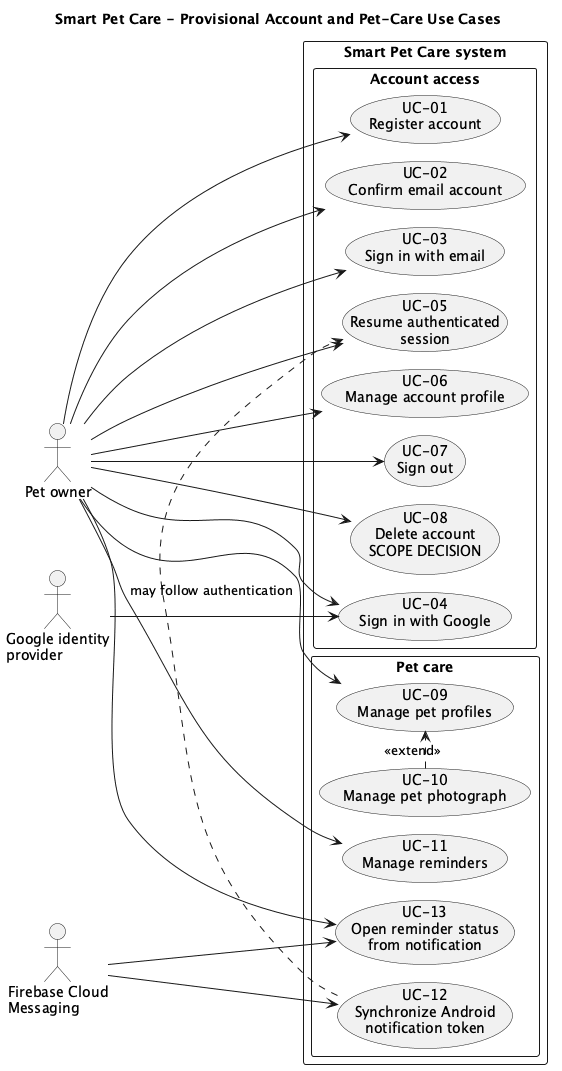 Smart Pet Care - Provisional Account and Pet-Care Use Cases
Smart Pet Care system
Account access
UC-01
Register account
UC-02
Confirm email account
UC-03
Sign in with email
UC-05
Resume authenticated
session
UC-06
Manage account profile
UC-07
Sign out
UC-08
Delete account
SCOPE DECISION
UC-04
Sign in with Google
Pet owner
Google identity
provider
may follow authentication
Pet care
UC-09
Manage pet profiles
«extend»
UC-10
Manage pet photograph
UC-11
Manage reminders
UC-13
Open reminder status
from notification
UC-12
Synchronize Android
notification token
Firebase Cloud
Messaging